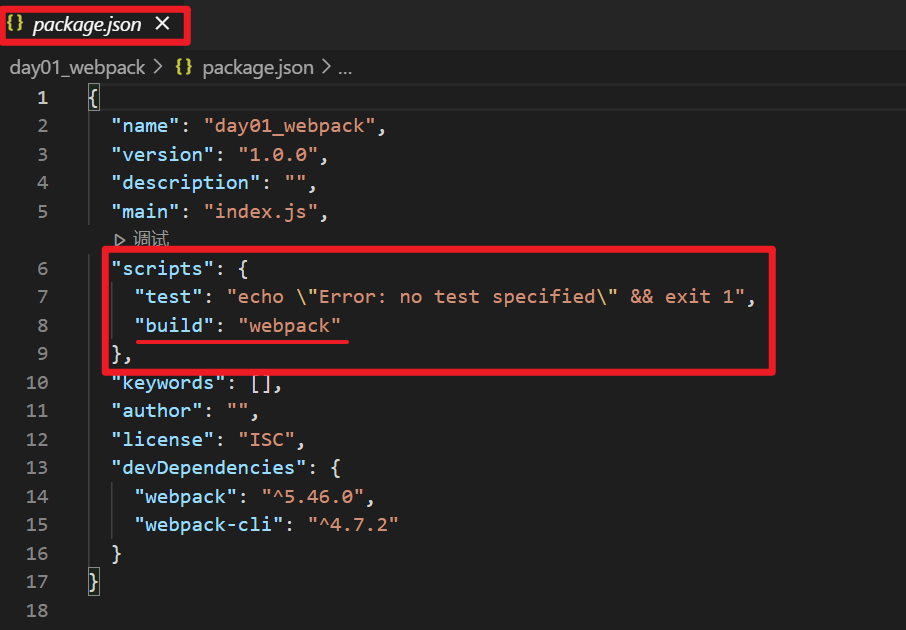 {} package.json ×
day01_webpack > {} package.json > ...
1 {
2 "name": "day01_webpack",
3 "version": "1.0.0",
4 "description": "",
5 "main": "index.js",
▷ 调试
6 "scripts": {
7 "test": "echo \"Error: no test specified\" && exit 1",
8 "build": "webpack"
9 },
10 "keywords": [],
11 "author": "",
12 "license": "ISC",
13 "devDependencies": {
14 "webpack": "^5.46.0",
15 "webpack-cli": "^4.7.2"
16 }
17 }
18